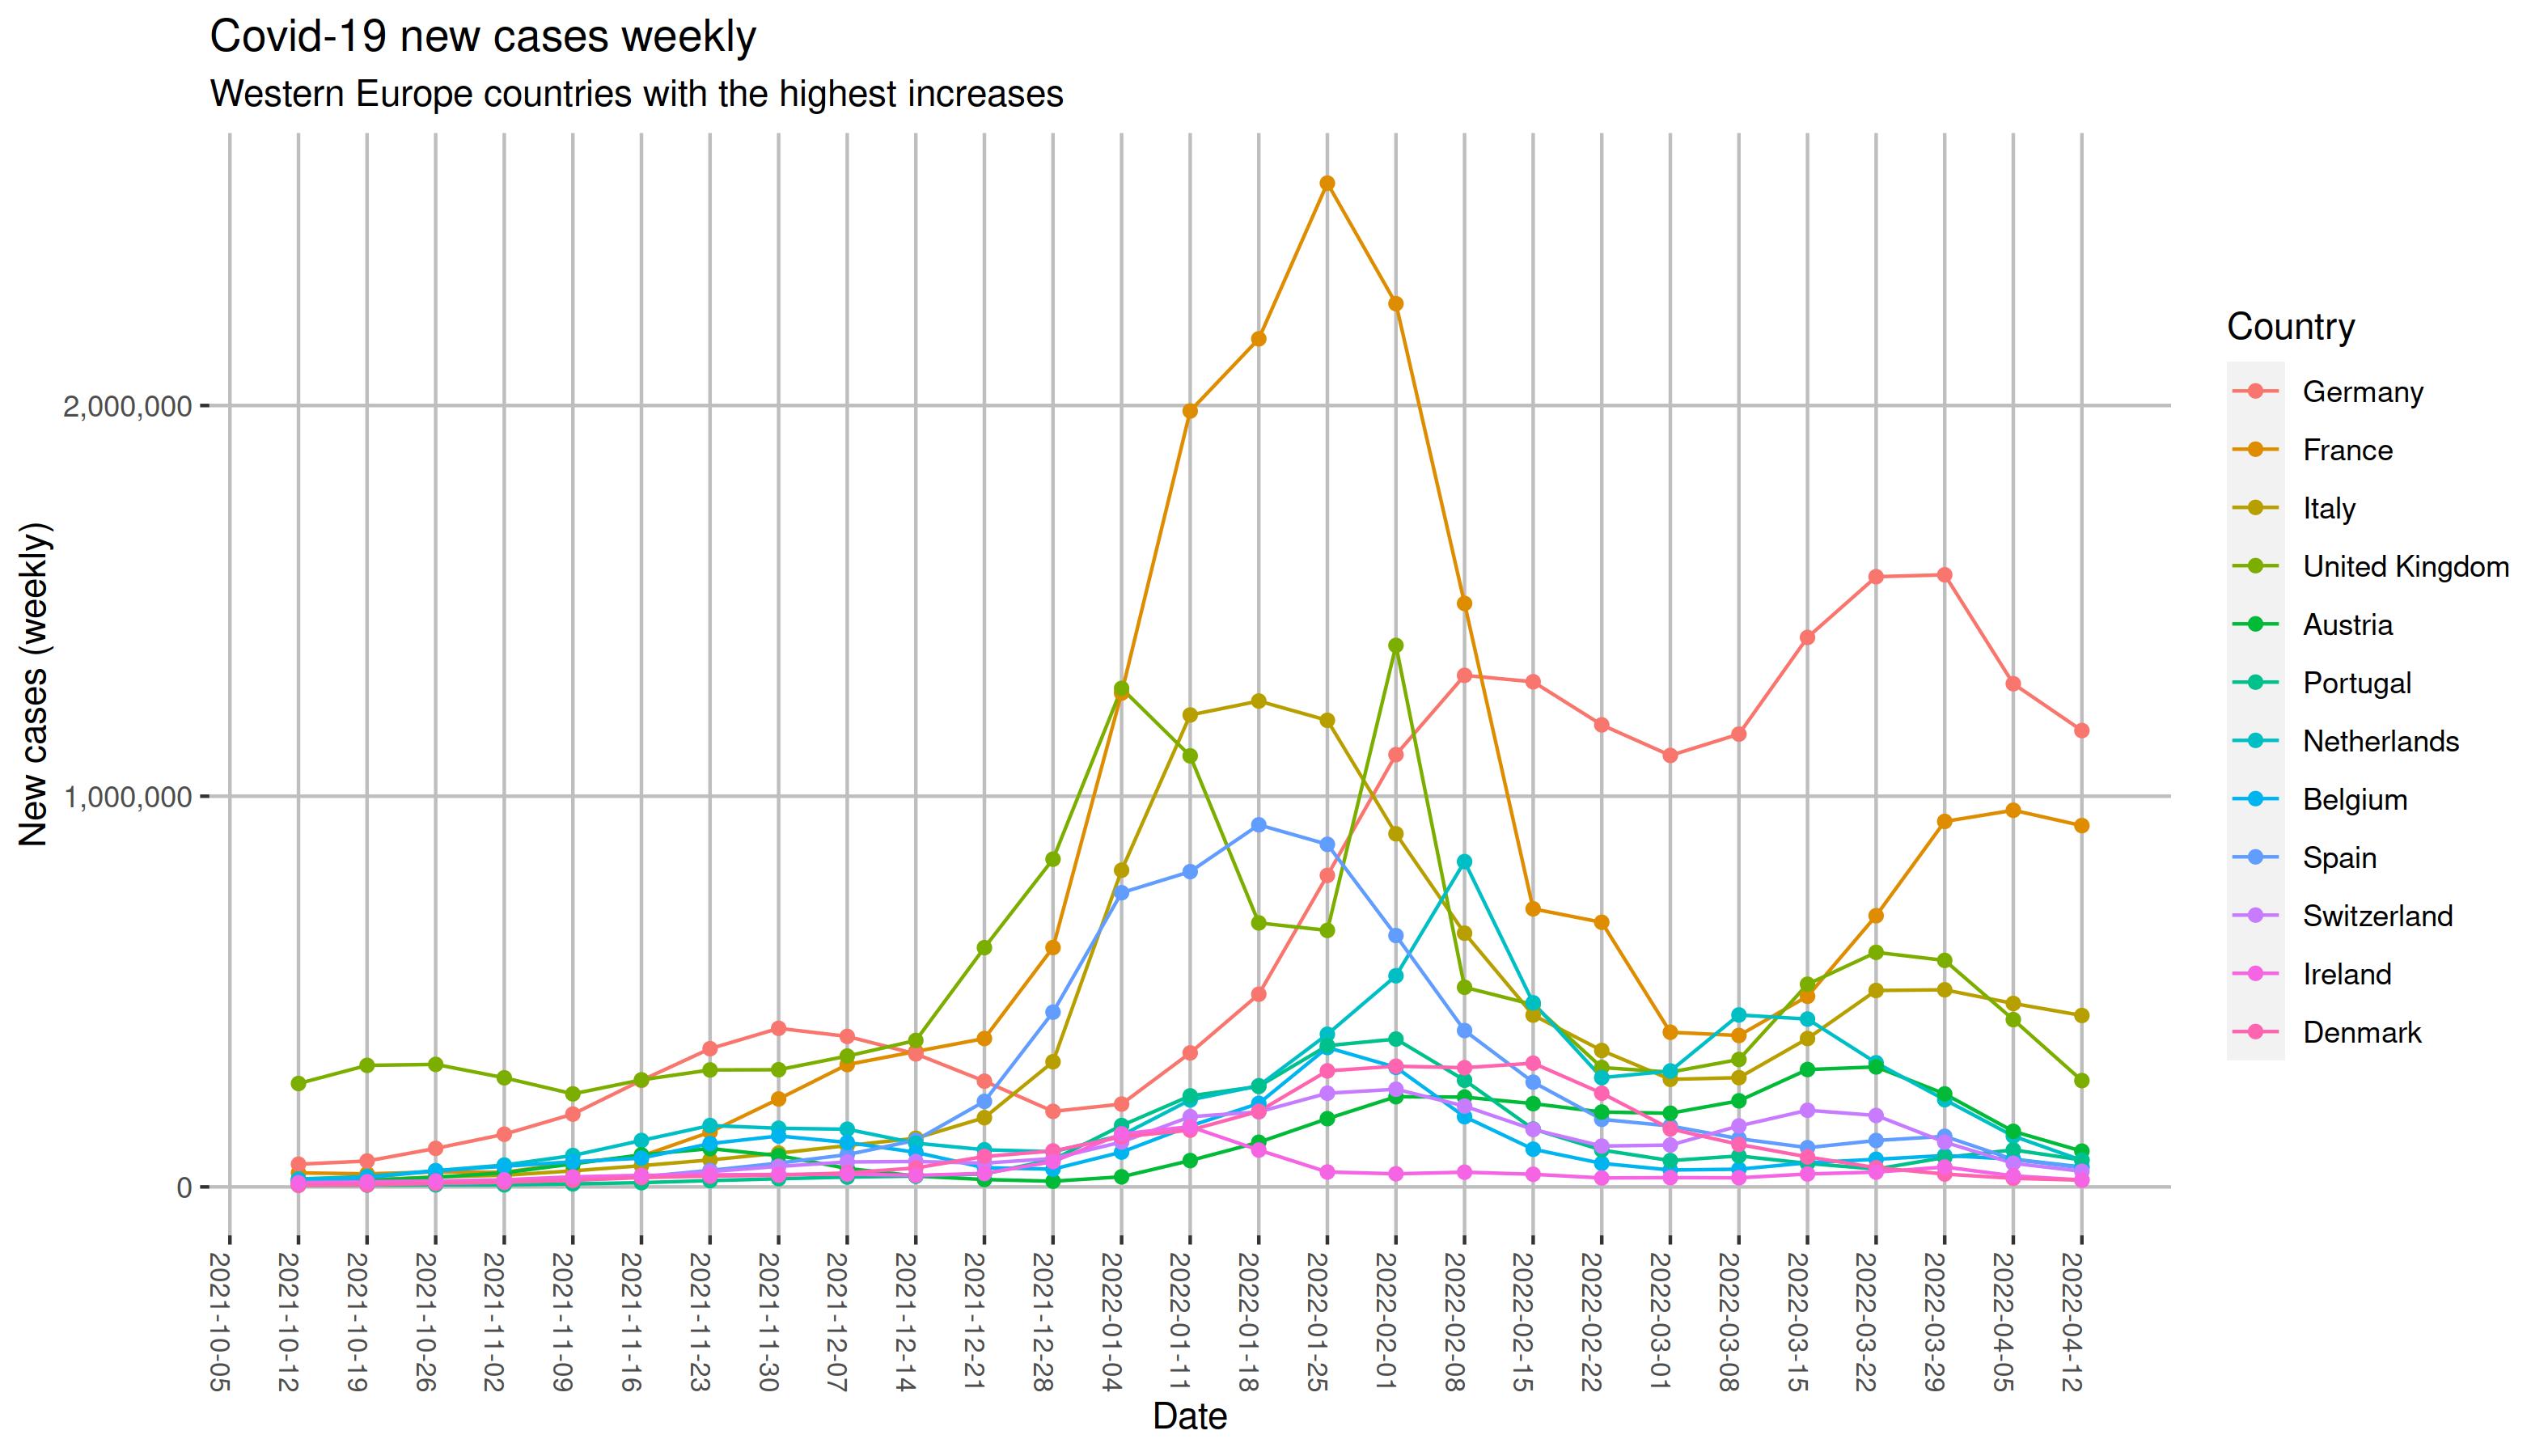 Covid-19 new cases weekly
Western Europe countries with the highest increases
New cases (weekly)
2,000,000
1,000,000
0
2021-10-05
2021-10-12
2021-10-19
2021-10-26
2021-11-02
2021-11-09
2021-11-16
2021-11-23
2021-11-30
2021-12-07
2021-12-14
2021-12-21
2021-12-28
2022-01-04
2022-01-11
2022-01-18
2022-01-25
2022-02-01
2022-02-08
2022-02-15
2022-02-22
2022-03-01
2022-03-08
2022-03-15
2022-03-22
2022-03-29
2022-04-05
2022-04-12
Date
Country
Germany
France
Italy
United Kingdom
Austria
Portugal
Netherlands
Belgium
Spain
Switzerland
Ireland
Denmark